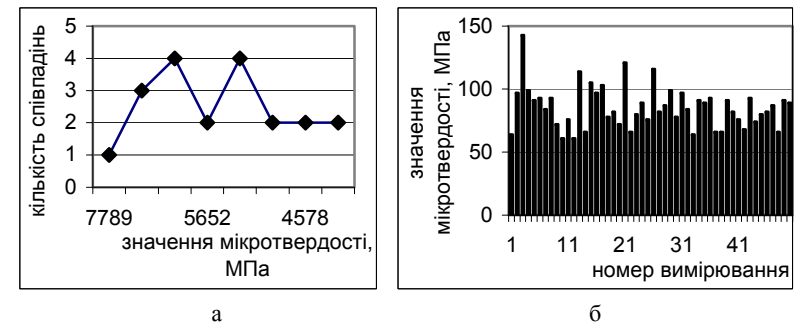 кількість співпадінь
5
4
3
2
1
0
7789 5652 4578
значення мікротвердості,
МПа
значення
мікротвердості, МПа
150
100
50
0
1 11 21 31 41
номер вимірювання
а б